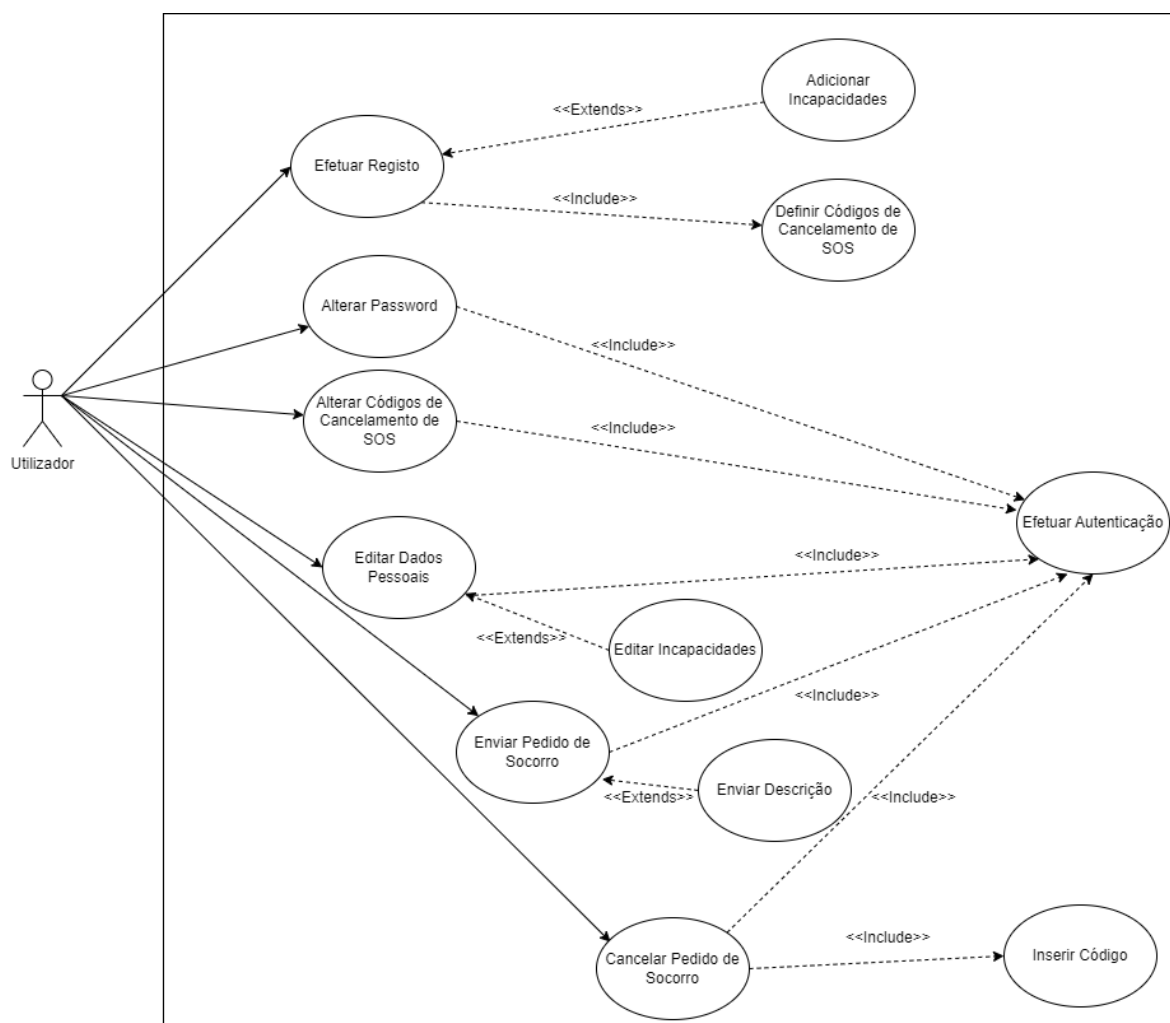 Adicionar
Incapacidades
<<Extends>>
Efetuar Registo
<<Include>>
Definir Códigos de
Cancelamento de
SOS
Alterar Password
<<Include>>
Alterar Códigos de
Cancelamento de
SOS
<<Include>>
Utilizador
Efetuar Autenticação
Editar Dados
Pessoais
<<Include>>
<<Extends>>
Editar Incapacidades
<<Include>>
Enviar Pedido de
Socorro
<<Extends>>
Enviar Descrição
<<Include>>
Cancelar Pedido de
Socorro
<<Include>>
Inserir Código